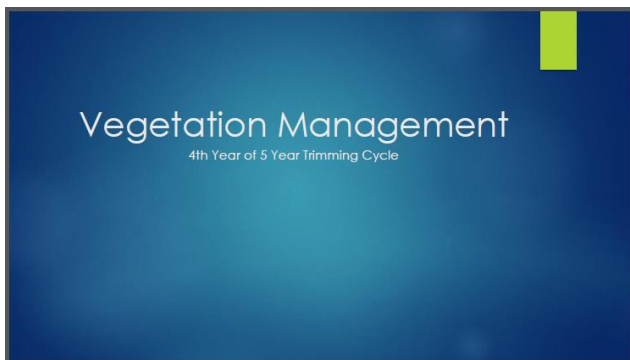 Vegetation Management
4th Year of 5 Year Trimming Cycle